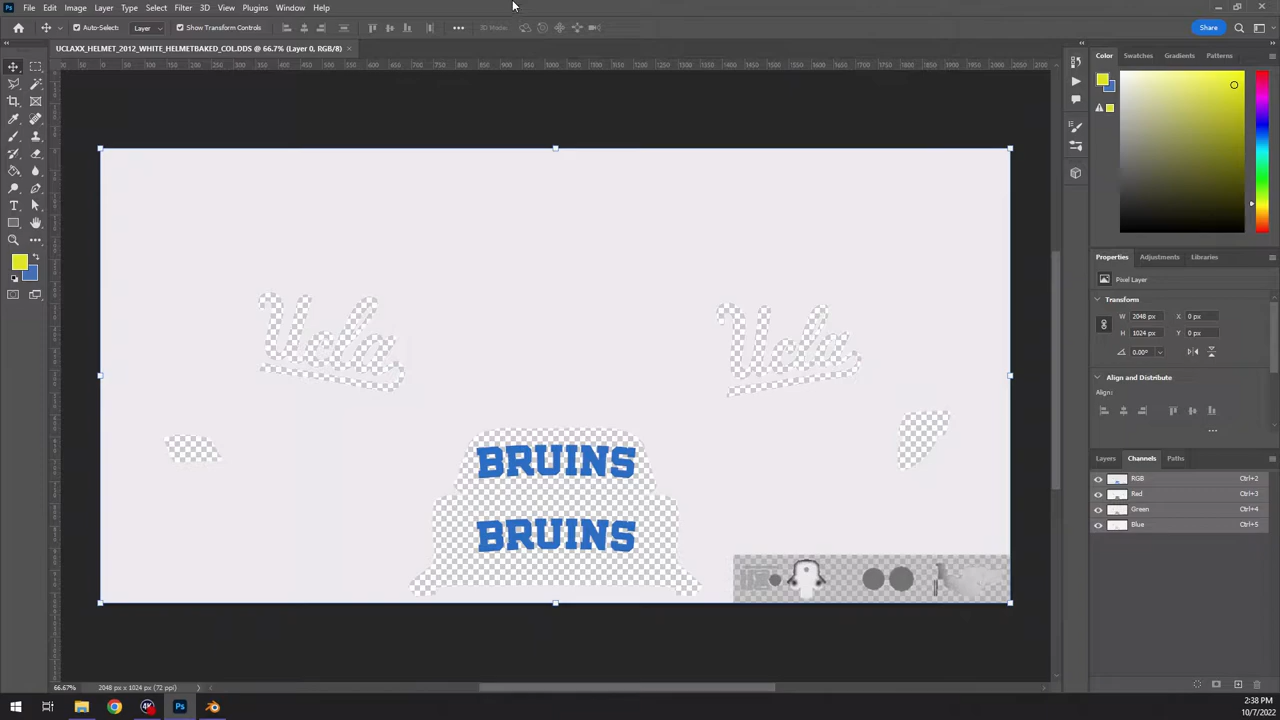 File Edit Image Layer Type Select Filter 3D View Plugins Window Help
Auto-Select: Layer Show Transform Controls 3D Mode: Share
UCLAXX_HELMET_2012_WHITE_HELMETBAKED_COL.DDS @ 66.7% (Layer 0, RGB/8)
Color Swatches Gradients Patterns
Properties Adjustments Libraries
Pixel Layer
Transform
W 2048 px X 0 px
H 1024 px Y 0 px
0.00°
Align and Distribute
Align:
Layers Channels Paths
RGB Ctrl+2
Red Ctrl+3
Green Ctrl+4
Blue Ctrl+5
Ucla
Ucla
BRUINS
BRUINS
66.67% 2048 px x 1024 px (72 ppi)
2:38 PM
10/7/2022